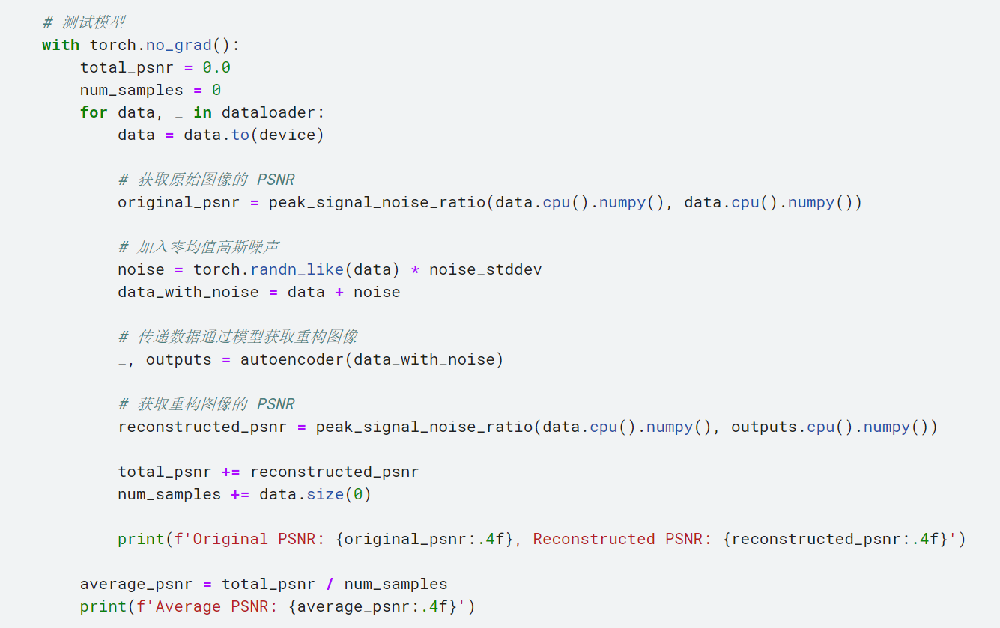 # 测试模型
with torch.no_grad():
    total_psnr = 0.0
    num_samples = 0
    for data, _ in dataloader:
        data = data.to(device)

        # 获取原始图像的 PSNR
        original_psnr = peak_signal_noise_ratio(data.cpu().numpy(), data.cpu().numpy())

        # 加入零均值高斯噪声
        noise = torch.randn_like(data) * noise_stddev
        data_with_noise = data + noise

        # 传递数据通过模型获取重构图像
        _, outputs = autoencoder(data_with_noise)

        # 获取重构图像的 PSNR
        reconstructed_psnr = peak_signal_noise_ratio(data.cpu().numpy(), outputs.cpu().numpy())

        total_psnr += reconstructed_psnr
        num_samples += data.size(0)

        print(f'Original PSNR: {original_psnr:.4f}, Reconstructed PSNR: {reconstructed_psnr:.4f}')

    average_psnr = total_psnr / num_samples
    print(f'Average PSNR: {average_psnr:.4f}')